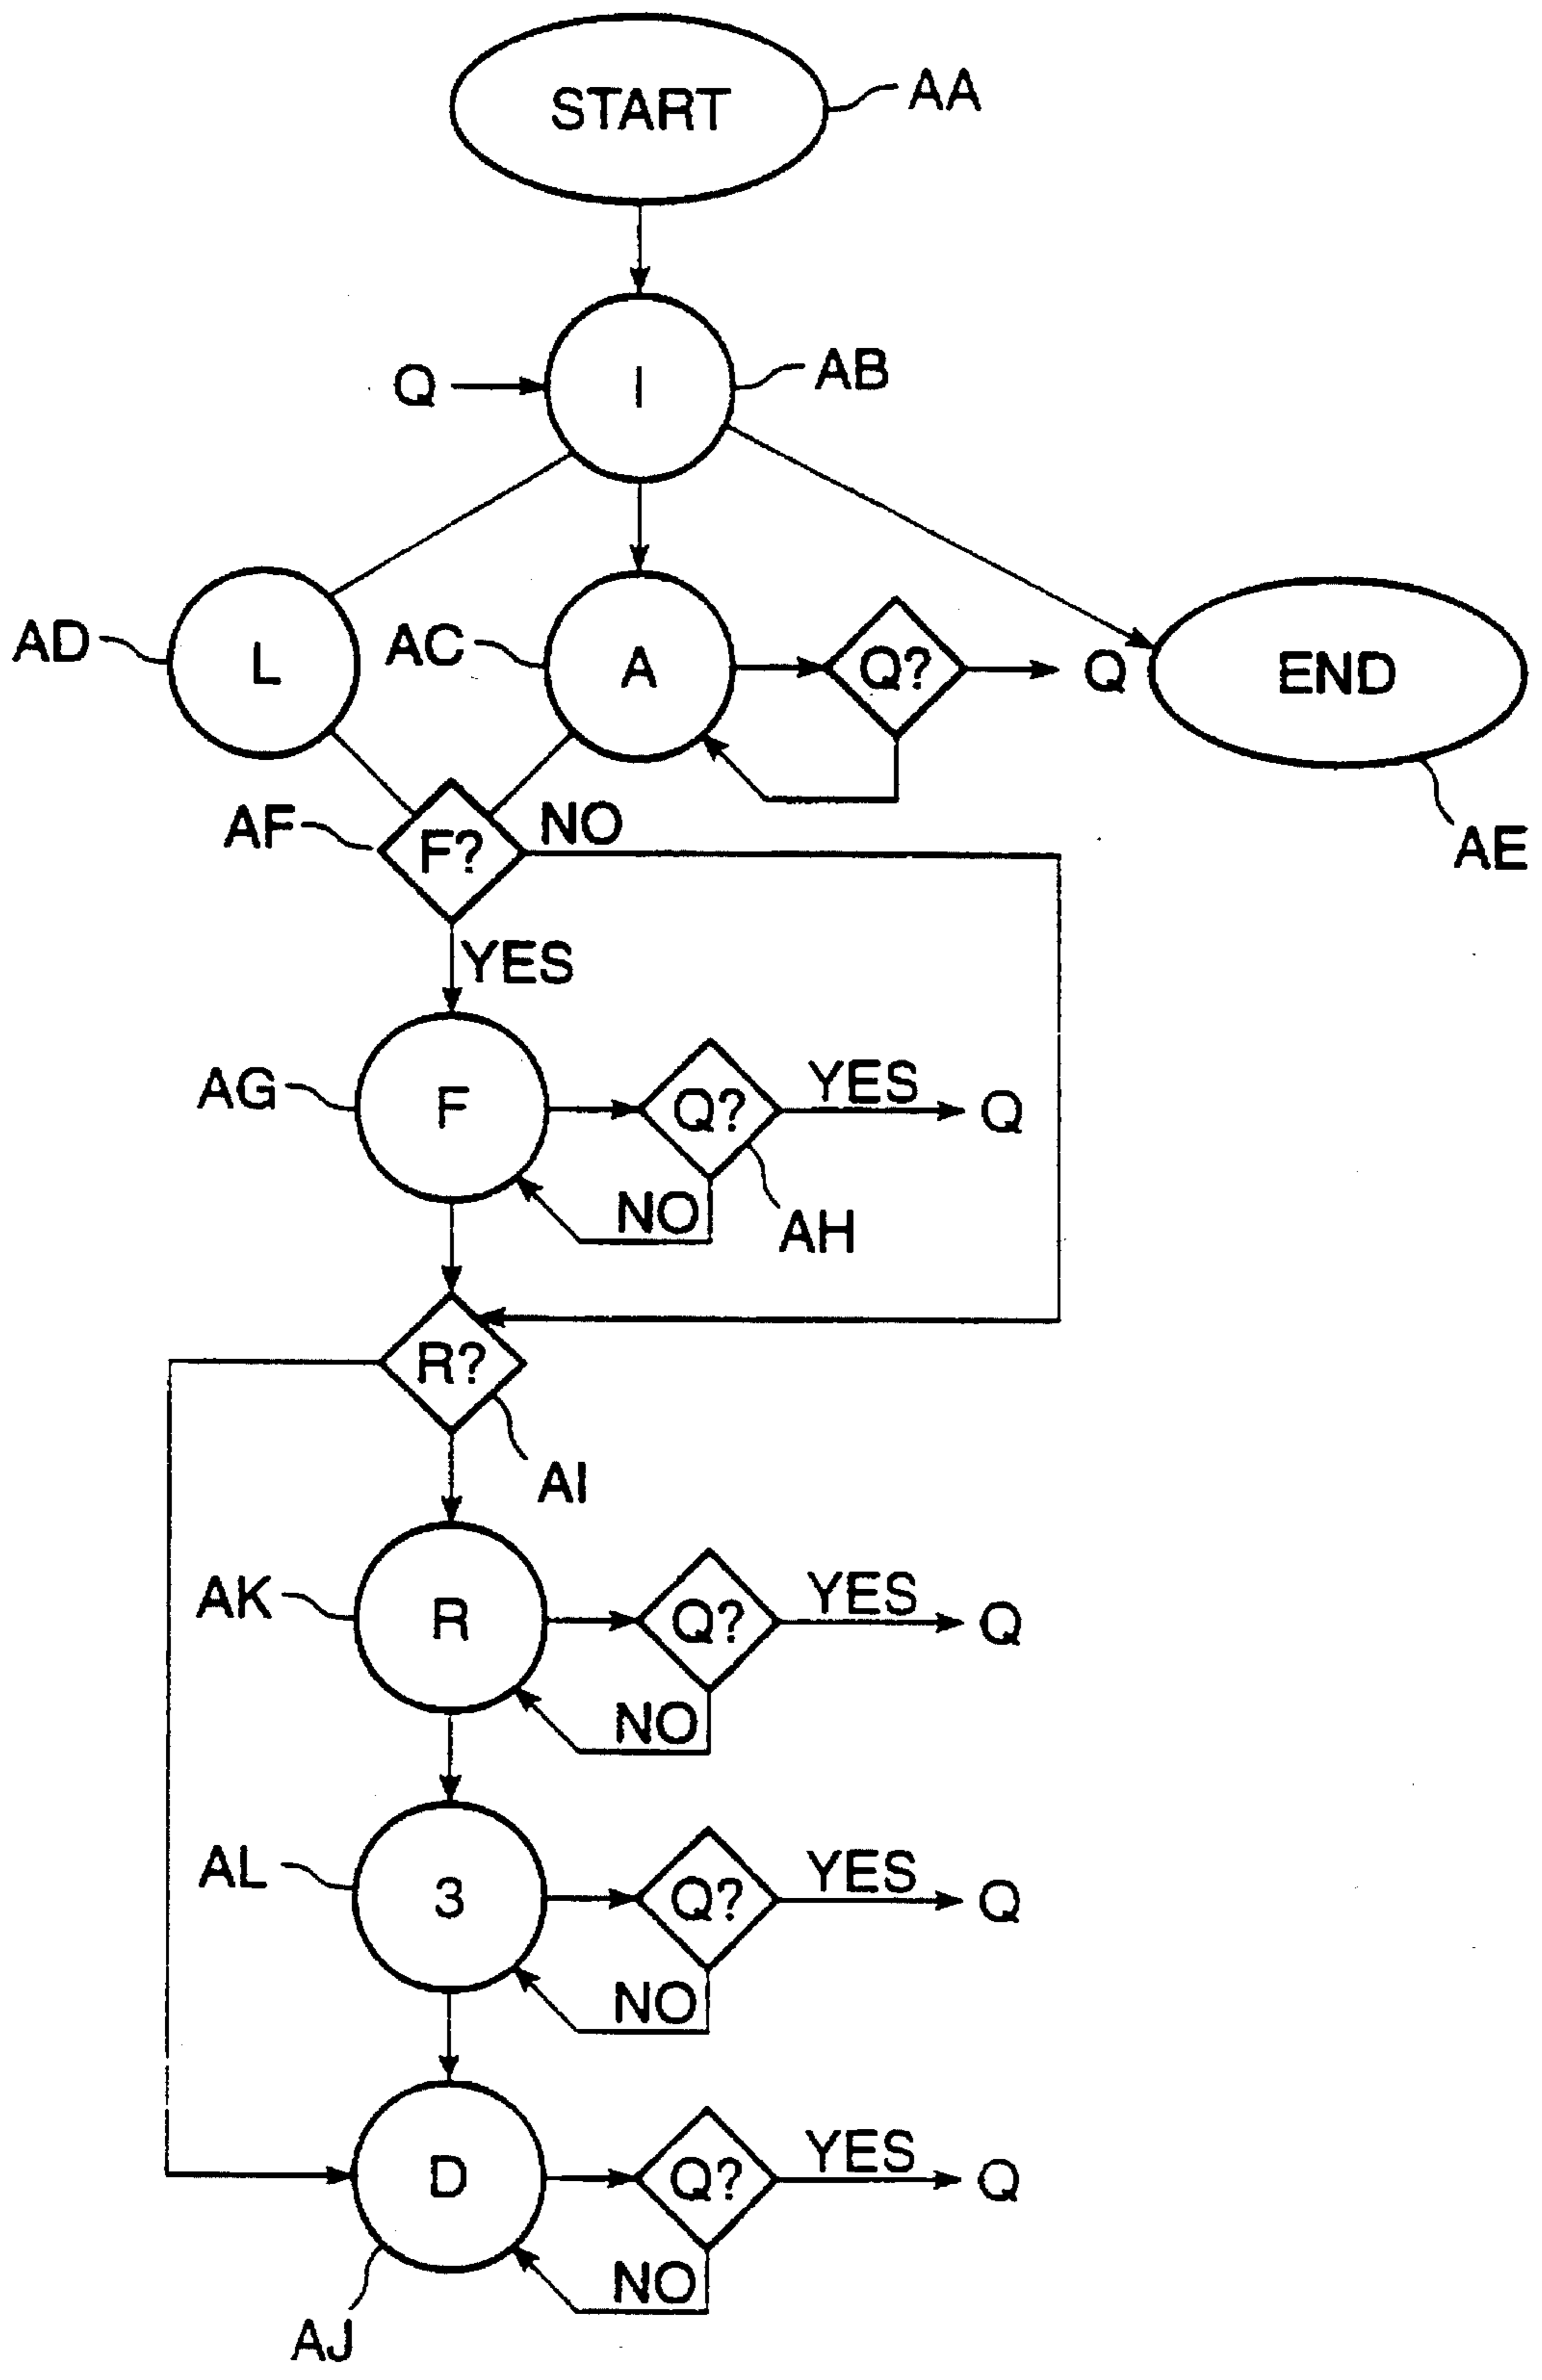 START
AA
Q
I
AB
AD
L
AC
A
Q?
Q
END
AE
AF
F?
NO
YES
AG
F
Q?
YES
Q
NO
AH
R?
AI
AK
R
Q?
YES
Q
NO
AL
3
Q?
YES
Q
NO
D
Q?
YES
Q
NO
AJ